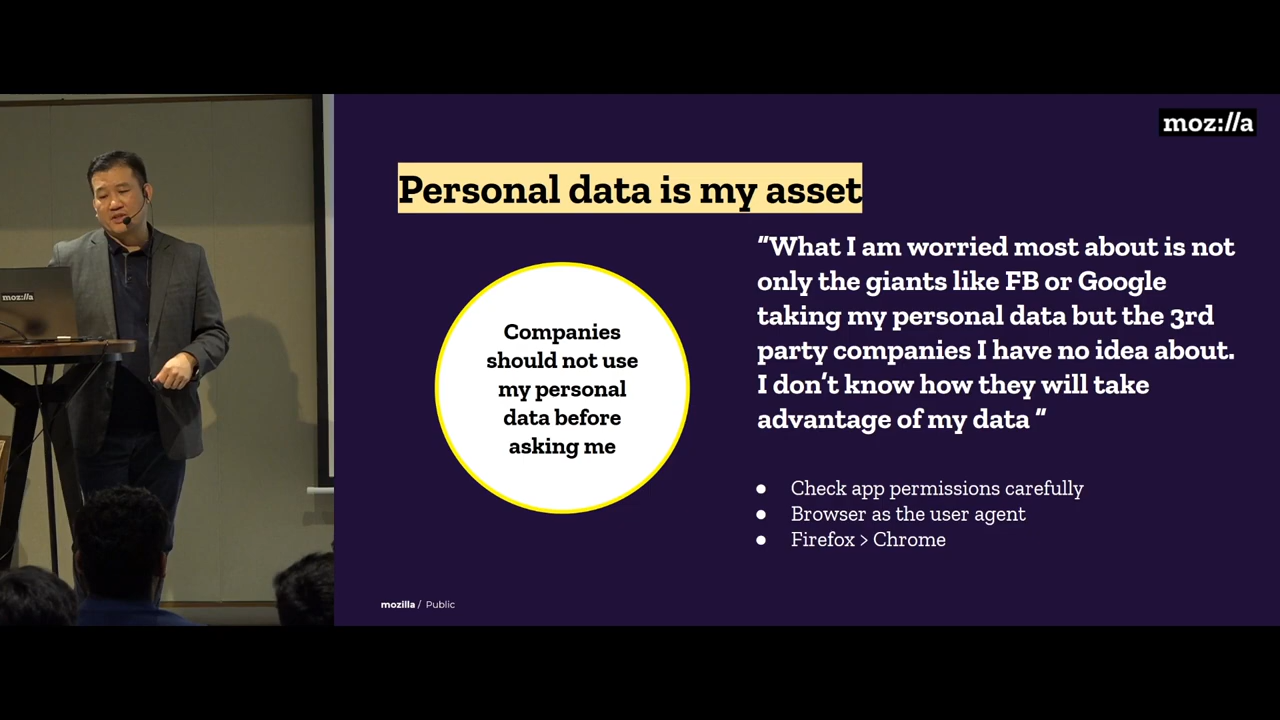 moz://a
Personal data is my asset
Companies
should not use
my personal
data before
asking me
“What I am worried most about is not
only the giants like FB or Google
taking my personal data but the 3rd
party companies I have no idea about.
I don’t know how they will take
advantage of my data “
● Check app permissions carefully
● Browser as the user agent
● Firefox > Chrome
mozilla / Public
moz://a